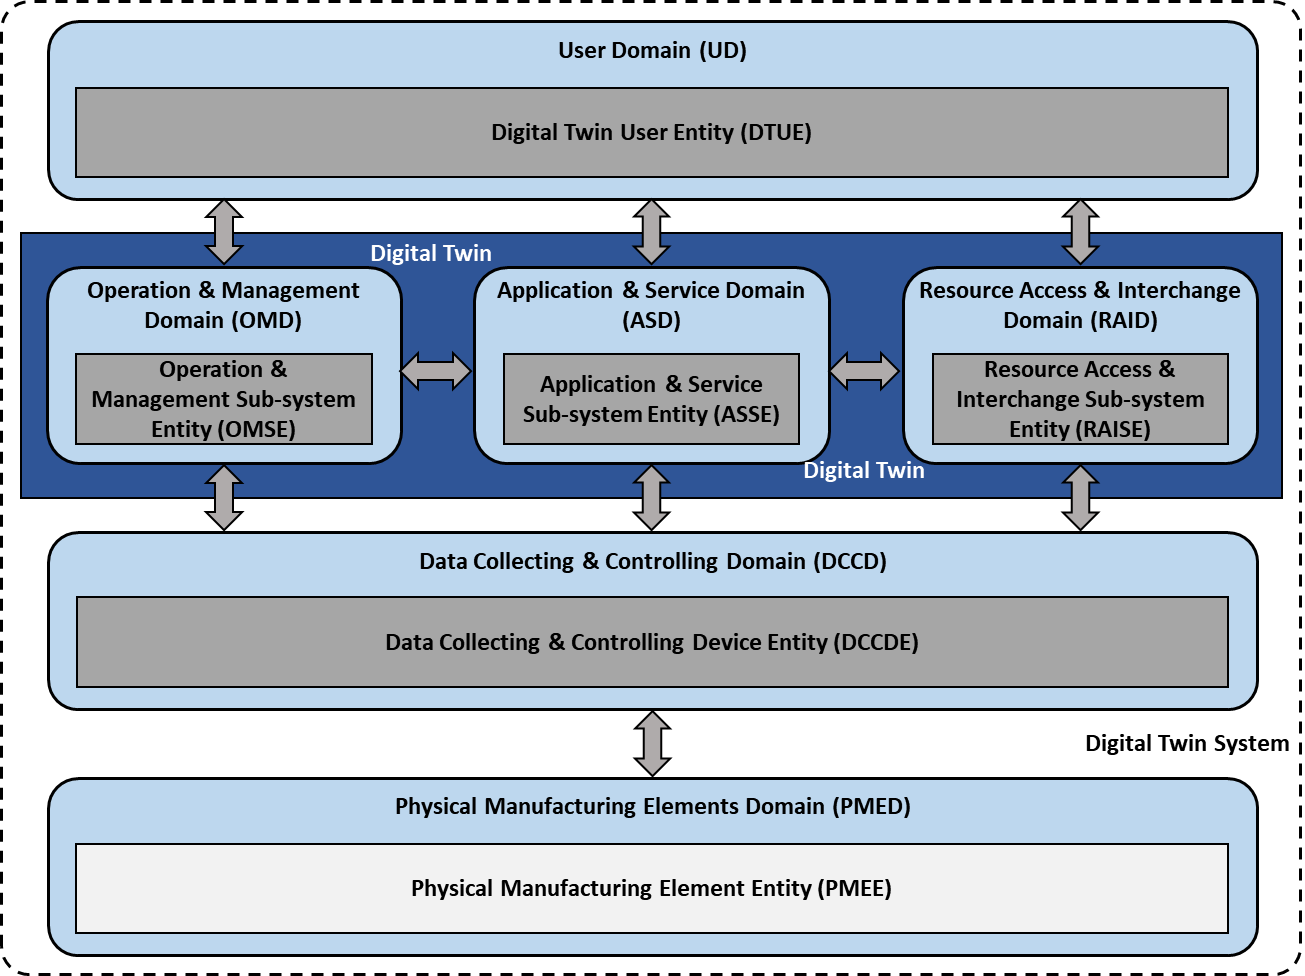 User Domain (UD)
Digital Twin User Entity (DTUE)
Digital Twin
Operation & Management
Domain (OMD)
Operation &
Management Sub-system
Entity (OMSE)
Application & Service Domain
(ASD)
Application & Service
Sub-system Entity (ASSE)
Resource Access & Interchange
Domain (RAID)
Resource Access &
Interchange Sub-system
Entity (RAISE)
Digital Twin
Data Collecting & Controlling Domain (DCCD)
Data Collecting & Controlling Device Entity (DCCDE)
Digital Twin System
Physical Manufacturing Elements Domain (PMED)
Physical Manufacturing Element Entity (PMEE)